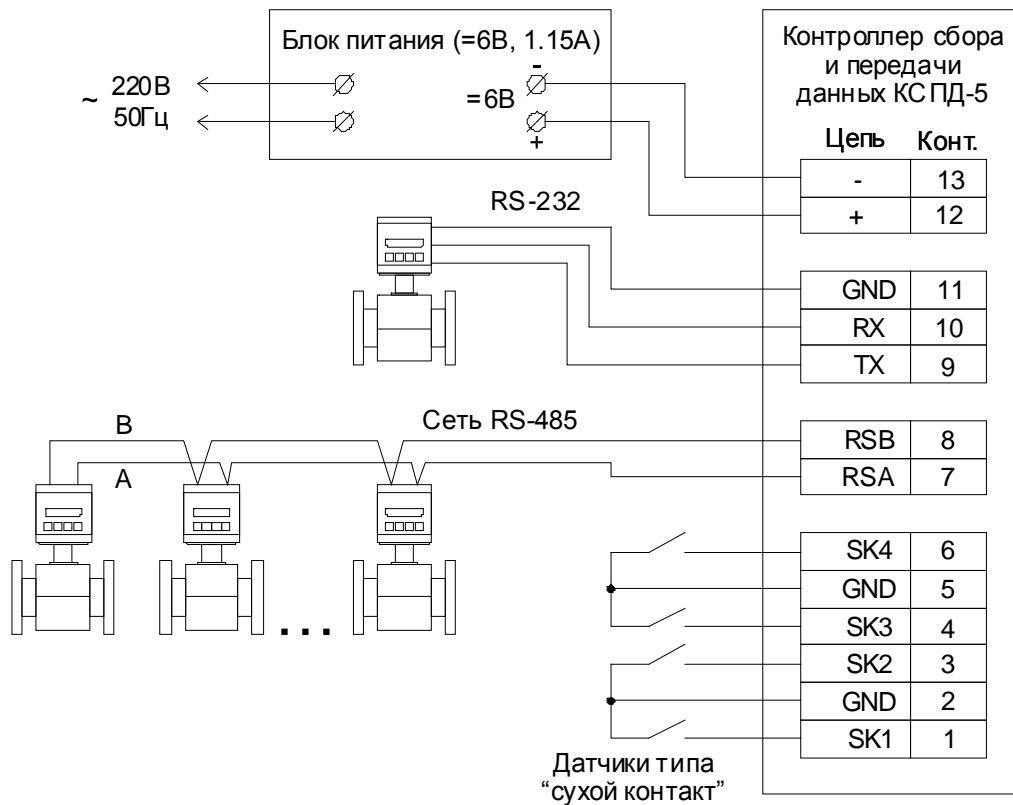 Блок питания (=6В, 1.15А)
~ 220В
50Гц
-
=6В
+
Контроллер сбора
и передачи
данных КСПД-5
Цепь Конт.
- 13
+ 12
RS-232
GND 11
RX 10
TX 9
B
Сеть RS-485
A
RSB 8
RSA 7
SK4 6
GND 5
SK3 4
SK2 3
GND 2
SK1 1
...
Датчики типа
“сухой контакт”